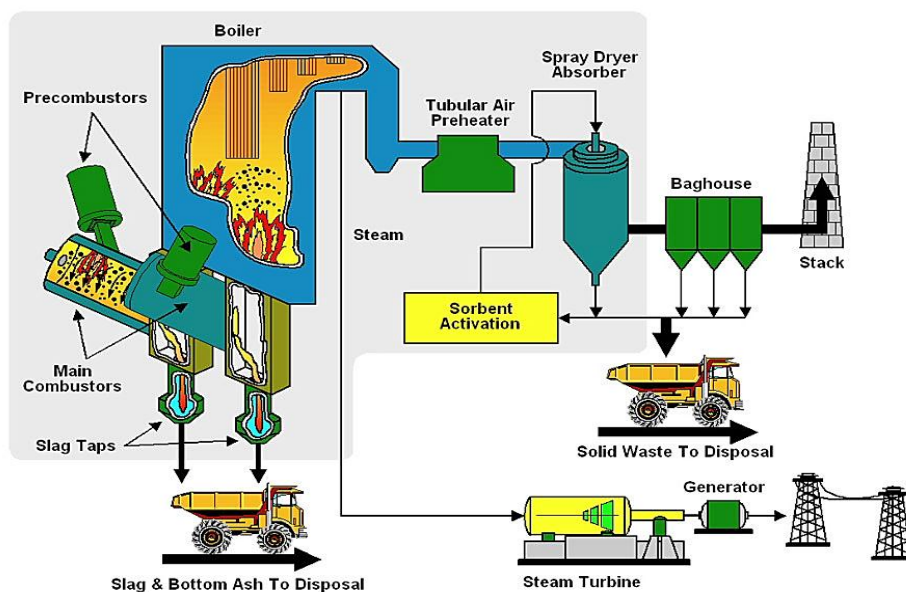 Boiler
Spray Dryer
Absorber
Precombustors
Tubular Air
Preheater
Baghouse
Steam
Stack
Sorbent
Activation
Main
Combustors
Slag Taps
Solid Waste To Disposal
Generator
Slag & Bottom Ash To Disposal
Steam Turbine